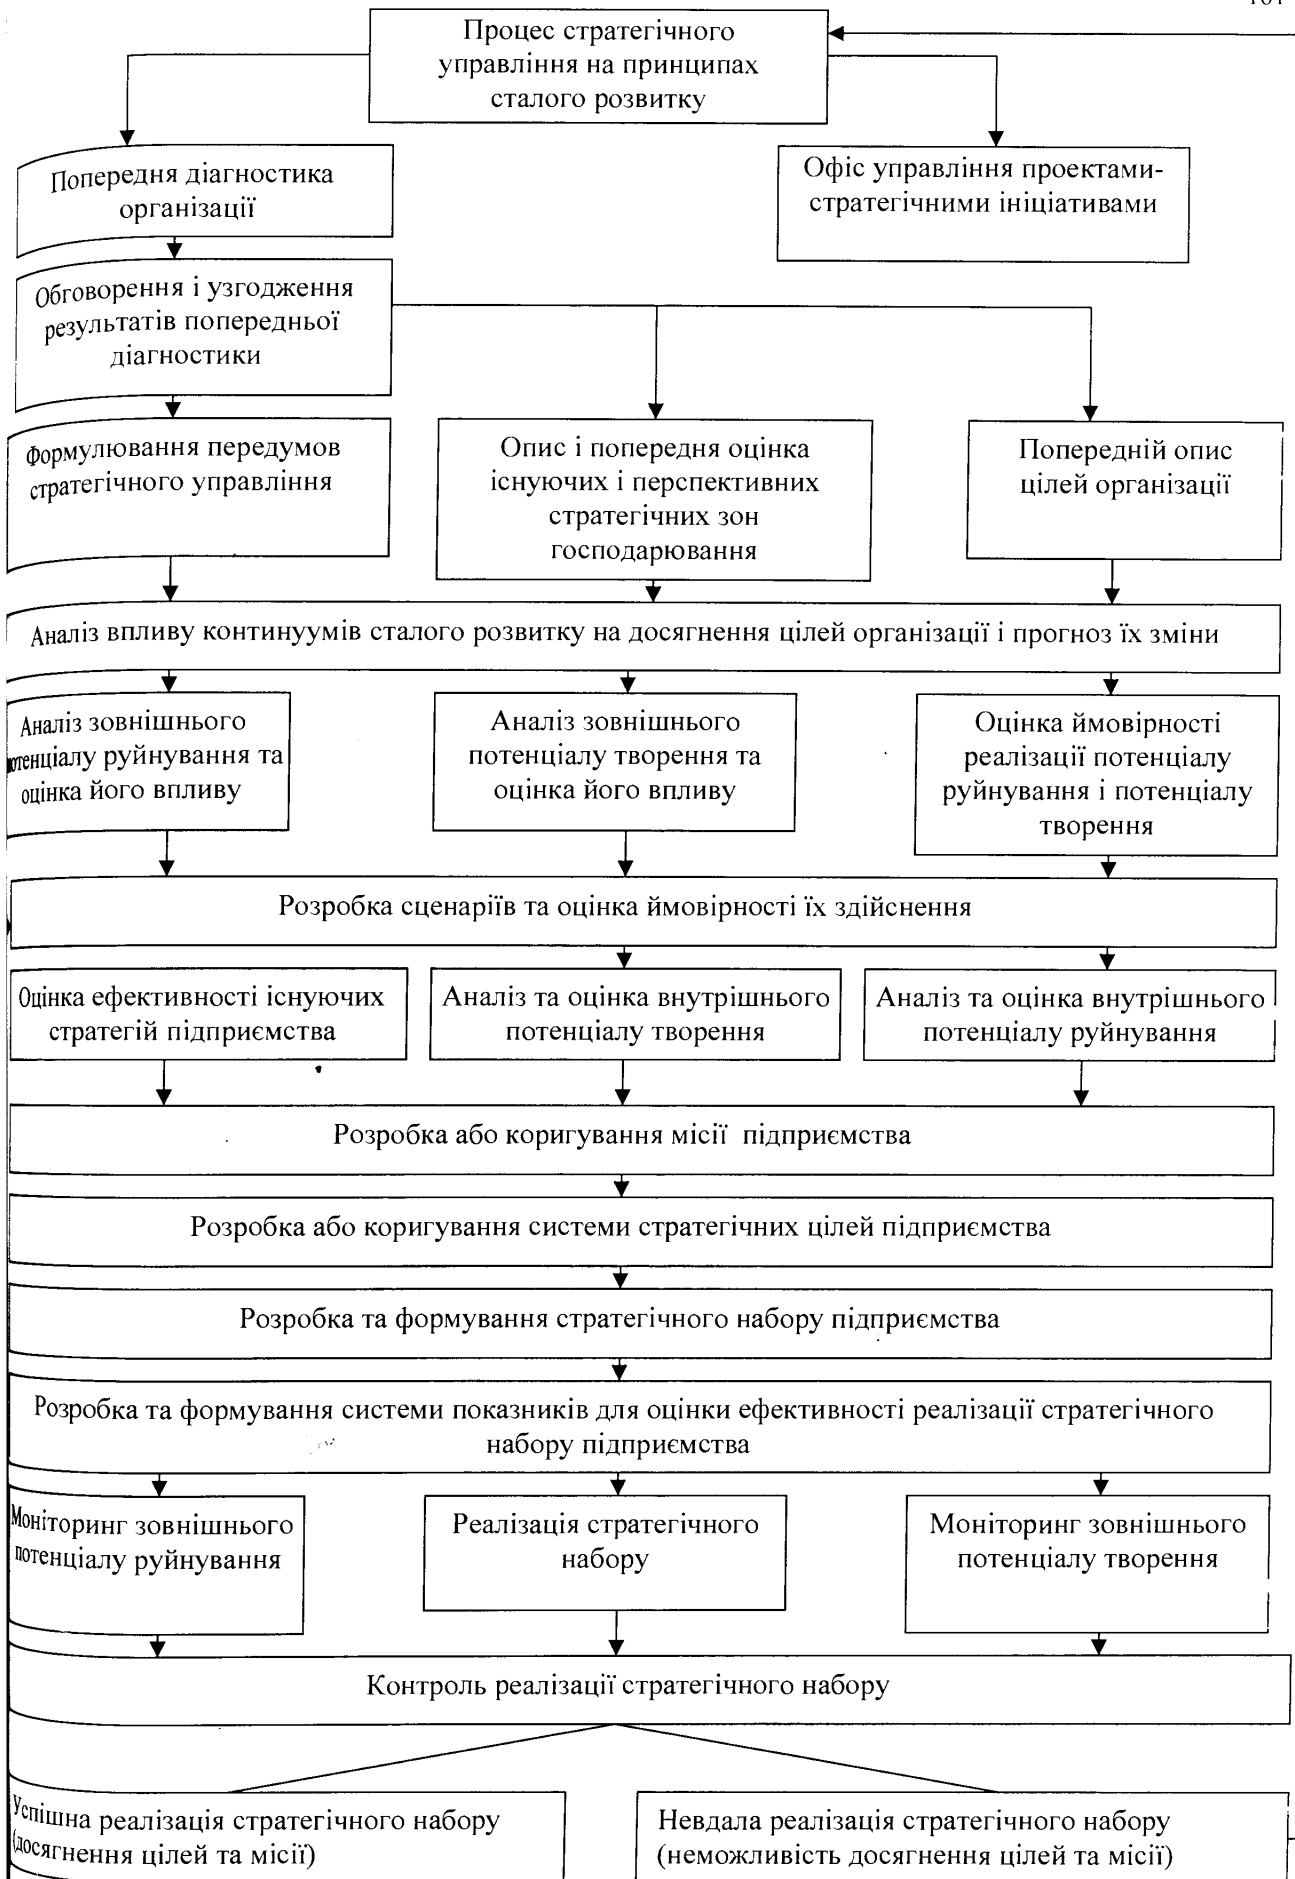 Процес стратегічного
управління на принципах
сталого розвитку
Попередня діагностика
організації
Офіс управління проектами-
стратегічними ініціативами
Обговорення і узгодження
результатів попередньої
діагностики
Формулювання передумов
стратегічного управління
Опис і попередня оцінка
існуючих і перспективних
стратегічних зон
господарювання
Попередній опис
цілей організації
Аналіз впливу континуумів сталого розвитку на досягнення цілей організації і прогноз їх зміни
Аналіз зовнішнього
потенціалу руйнування та
оцінка його впливу
Аналіз зовнішнього
потенціалу творення та
оцінка його впливу
Оцінка ймовірності
реалізації потенціалу
руйнування і потенціалу
творення
Розробка сценаріїв та оцінка ймовірності їх здійснення
Оцінка ефективності існуючих
стратегій підприємства
Аналіз та оцінка внутрішнього
потенціалу творення
Аналіз та оцінка внутрішнього
потенціалу руйнування
Розробка або коригування місії підприємства
Розробка або коригування системи стратегічних цілей підприємства
Розробка та формування стратегічного набору підприємства
Розробка та формування системи показників для оцінки ефективності реалізації стратегічного
набору підприємства
Моніторинг зовнішнього
потенціалу руйнування
Реалізація стратегічного
набору
Моніторинг зовнішнього
потенціалу творення
Контроль реалізації стратегічного набору
Успішна реалізація стратегічного набору
(досягнення цілей та місії)
Невдала реалізація стратегічного набору
(неможливість досягнення цілей та місії)